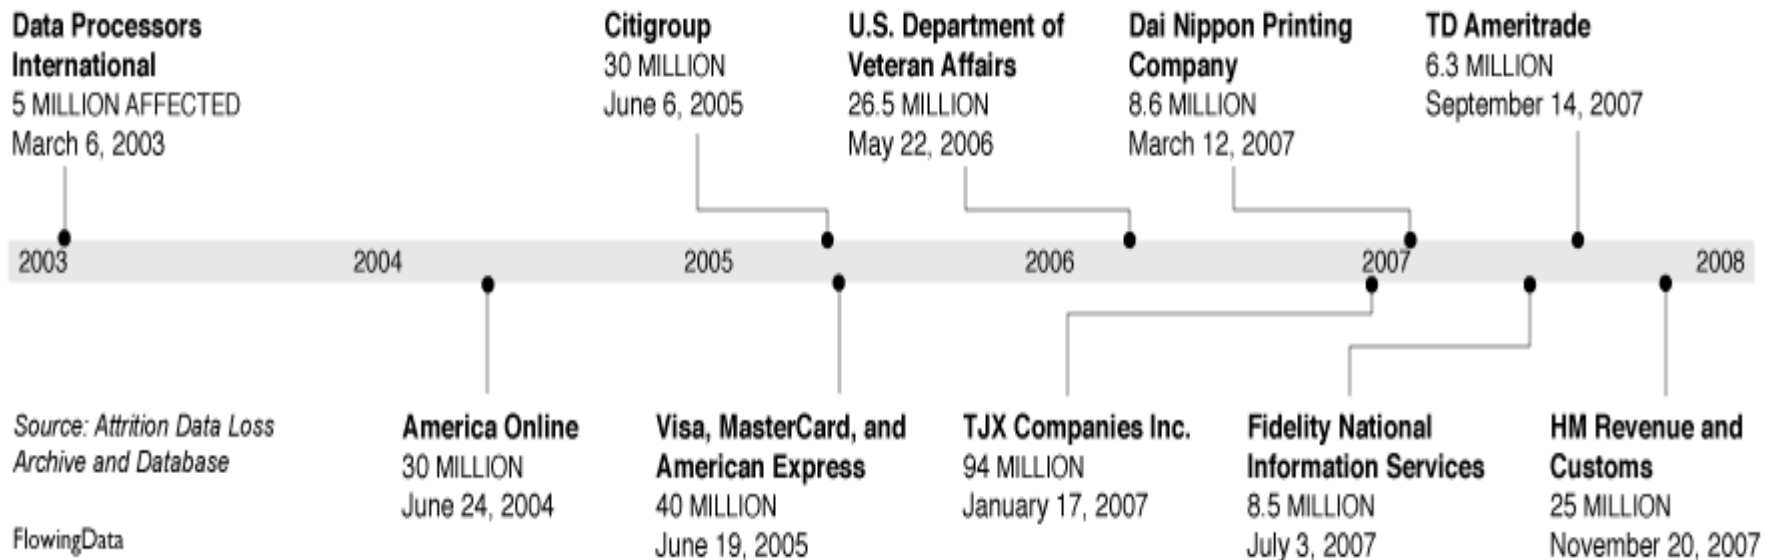 Data Processors
International
5 MILLION AFFECTED
March 6, 2003
Citigroup
30 MILLION
June 6, 2005
U.S. Department of
Veteran Affairs
26.5 MILLION
May 22, 2006
Dai Nippon Printing
Company
8.6 MILLION
March 12, 2007
TD Ameritrade
6.3 MILLION
September 14, 2007
2003 2004 2005 2006 2007 2008
Source: Attrition Data Loss
Archive and Database
FlowingData
America Online
30 MILLION
June 24, 2004
Visa, MasterCard, and
American Express
40 MILLION
June 19, 2005
TJX Companies Inc.
94 MILLION
January 17, 2007
Fidelity National
Information Services
8.5 MILLION
July 3, 2007
HM Revenue and
Customs
25 MILLION
November 20, 2007